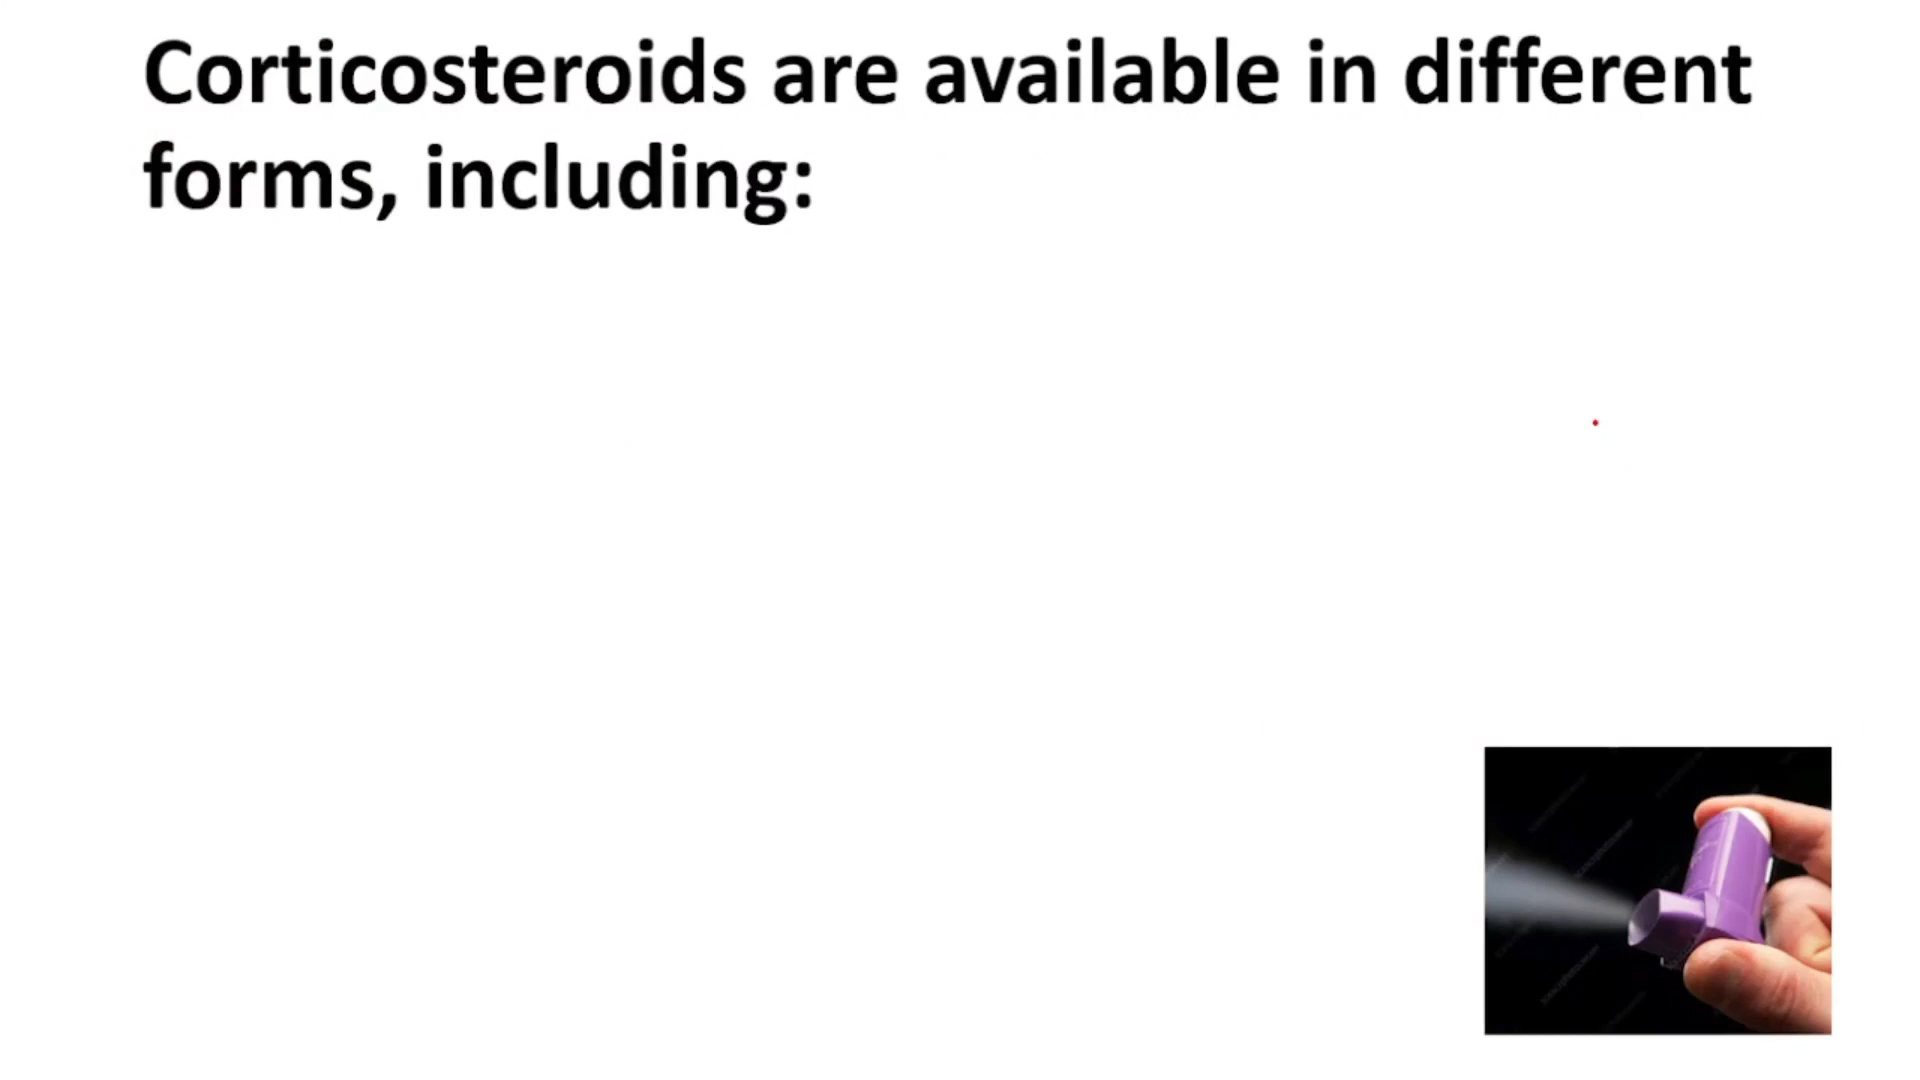 Corticosteroids are available in different
forms, including: